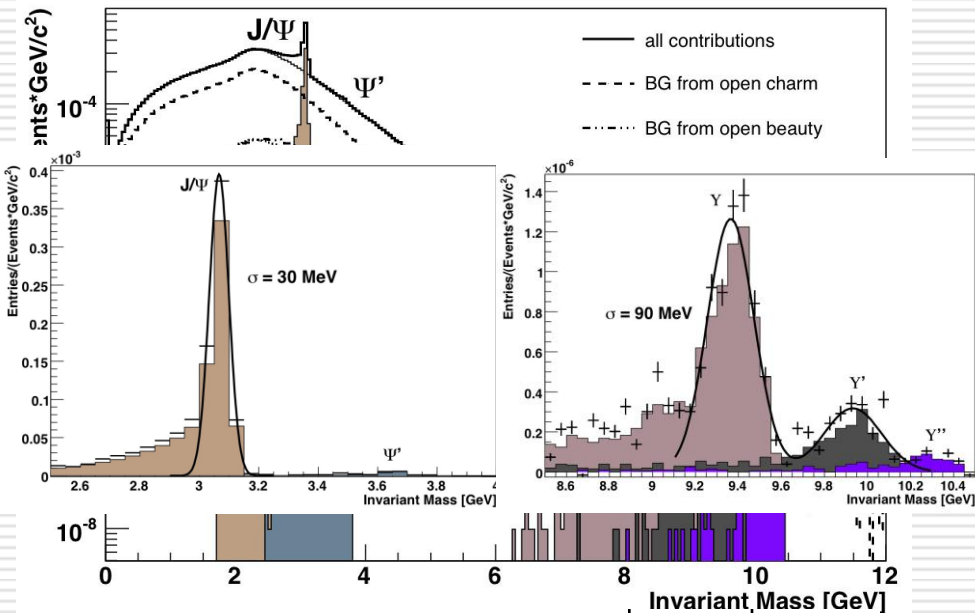 J/Ψ
Ψ'
all contributions
BG from open charm
BG from open beauty
ents*GeV/c²)
10⁻⁴
×10⁻³
Entries/(Events*GeV/c²)
0.4
0.35
0.3
0.25
0.2
0.15
0.1
0.05
0
J/Ψ
σ = 30 MeV
Ψ'
2.6 2.8 3 3.2 3.4 3.6 3.8 4
Invariant Mass [GeV]
×10⁻⁶
Entries/(Events*GeV/c²)
1.4
1.2
1
0.8
0.6
0.4
0.2
0
Υ
σ = 90 MeV
Υ'
Υ''
8.6 8.8 9 9.2 9.4 9.6 9.8 10 10.2 10.4
Invariant Mass [GeV]
10⁻⁸
0 2 4 6 8 10 12
Invariant Mass [GeV]